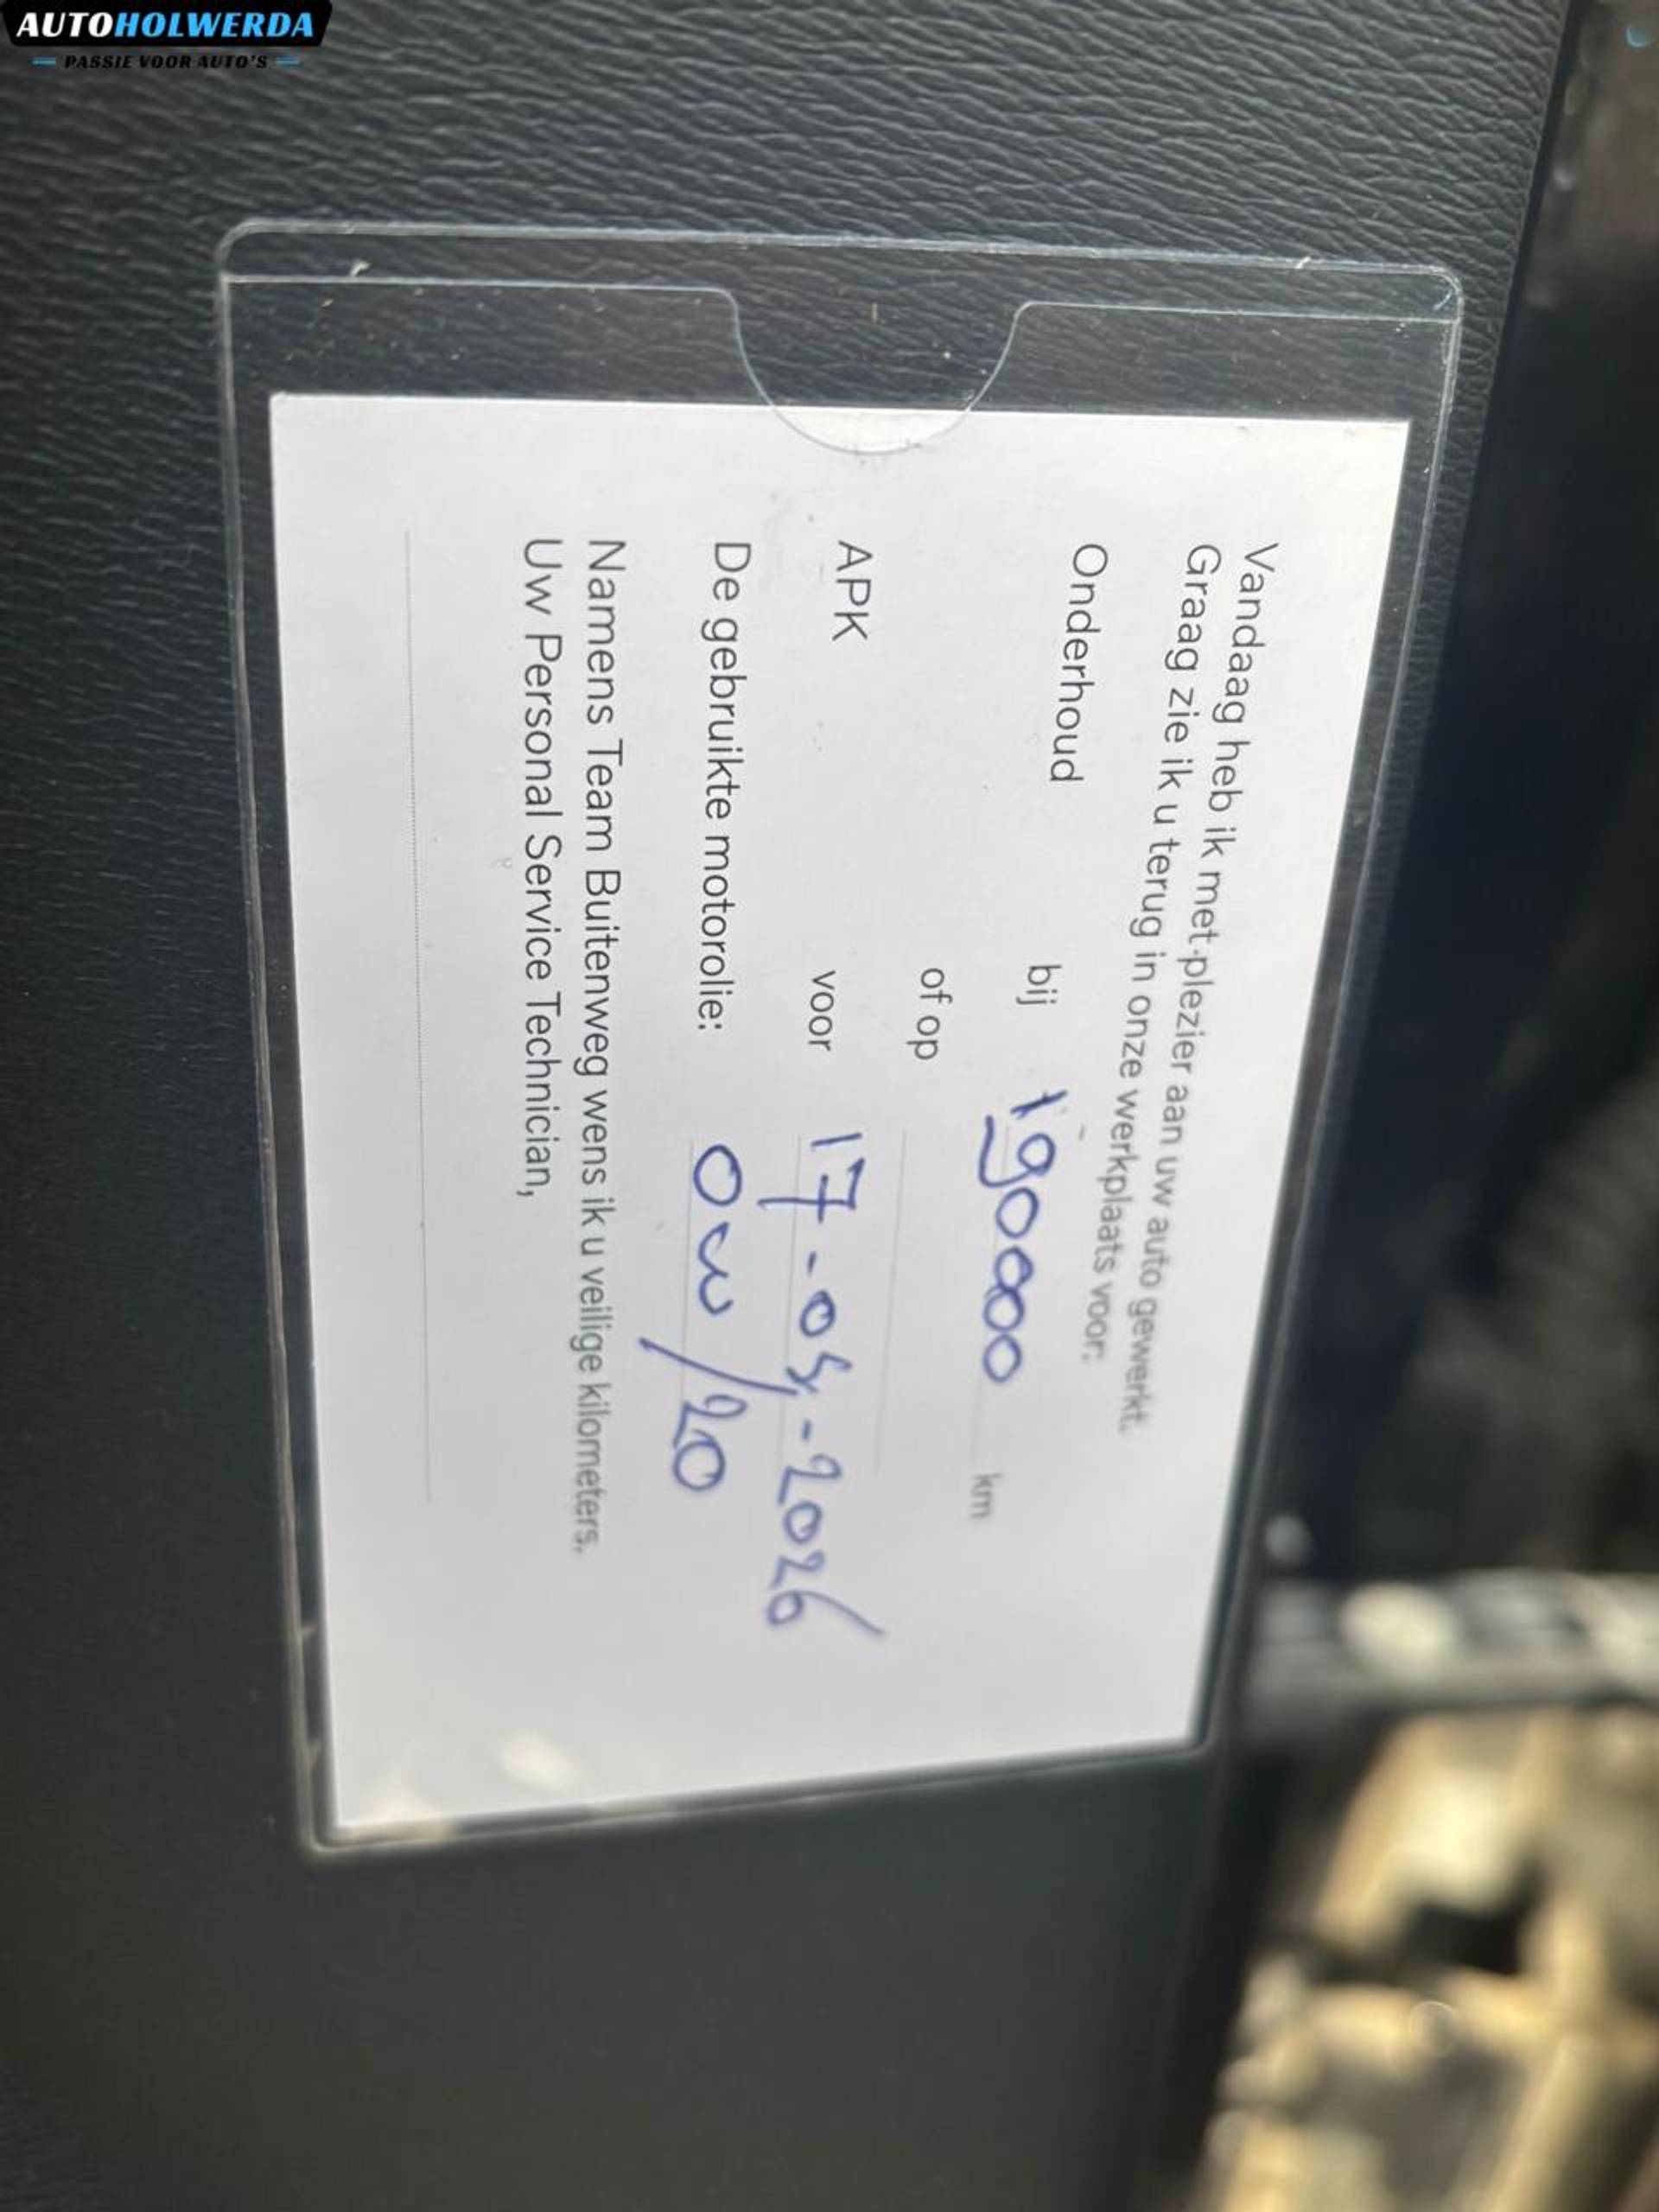 AUTOHOLWERDA
PASSIE VOOR AUTO'S
Vandaag heb ik met plezier aan uw auto gewerkt.
Graag zie ik u terug in onze werkplaats voor:
Onderhoud bij 190000 km
of op
APK voor 17-03-2026
De gebruikte motorolie: 0W/20
Namens Team Buitenweg wens ik u veilige kilometers.
Uw Personal Service Technician,